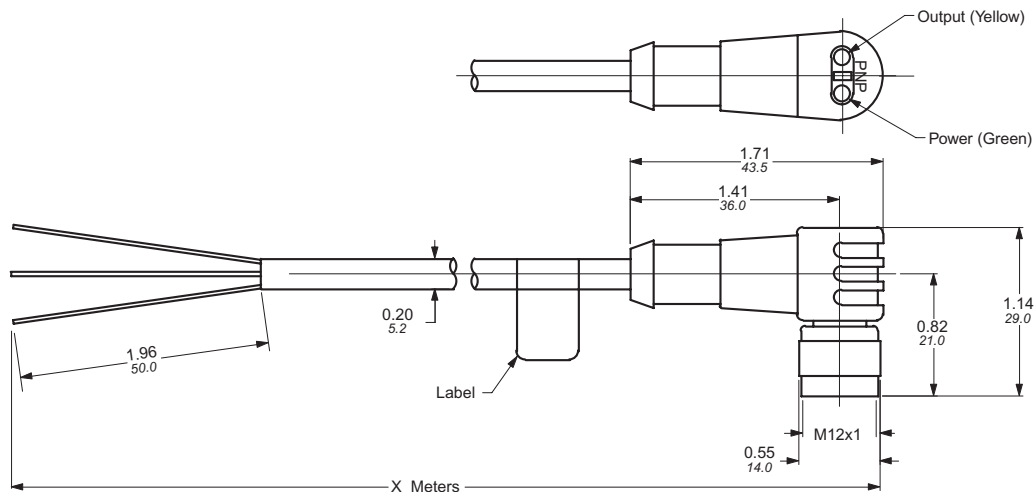 Output (Yellow)
PNP
Power (Green)
1.71
43.5
1.41
36.0
0.20
5.2
1.14
29.0
0.82
21.0
1.96
50.0
Label
M12x1
0.55
14.0
X Meters